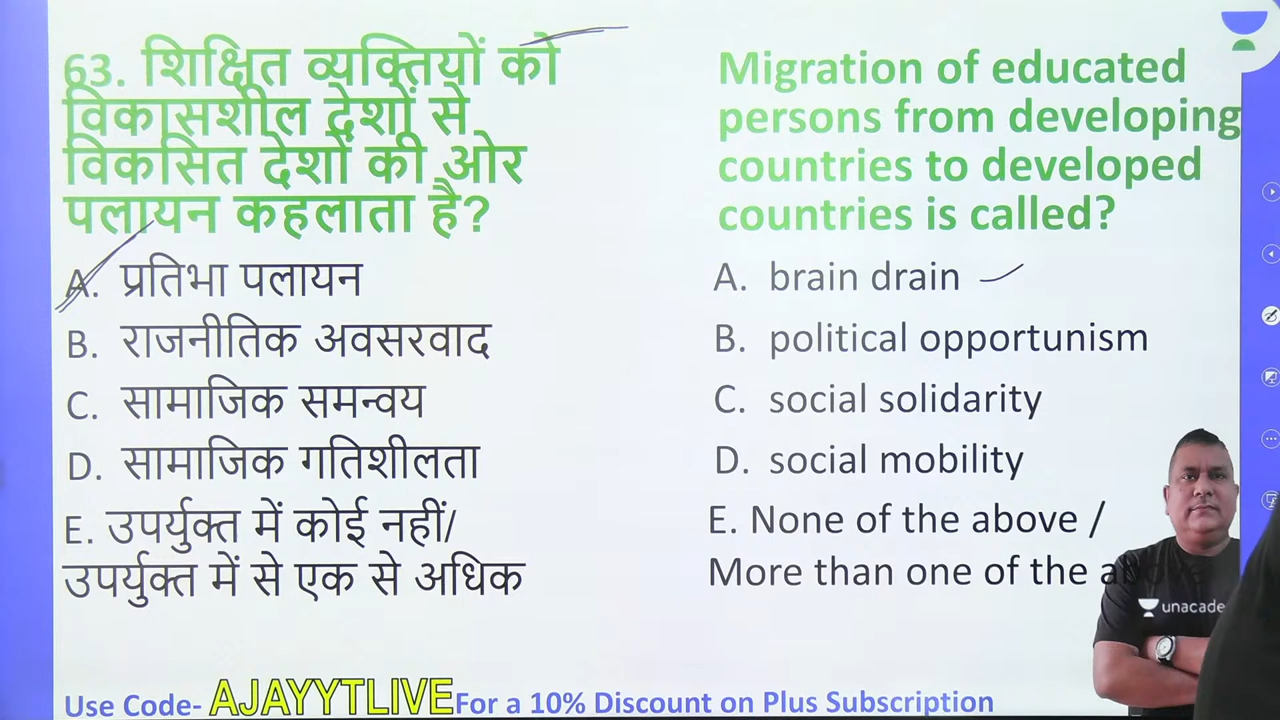 63. शिक्षित व्यक्तियों को
विकासशील देशों से
विकसित देशों की ओर
पलायन कहलाता है?
A. प्रतिभा पलायन
B. राजनीतिक अवसरवाद
C. सामाजिक समन्वय
D. सामाजिक गतिशीलता
E. उपर्युक्त में कोई नहीं/
उपर्युक्त में से एक से अधिक
Migration of educated
persons from developing
countries to developed
countries is called?
A. brain drain
B. political opportunism
C. social solidarity
D. social mobility
E. None of the above /
More than one of the above
unacade
Use Code- AJAYYTLIVE For a 10% Discount on Plus Subscription